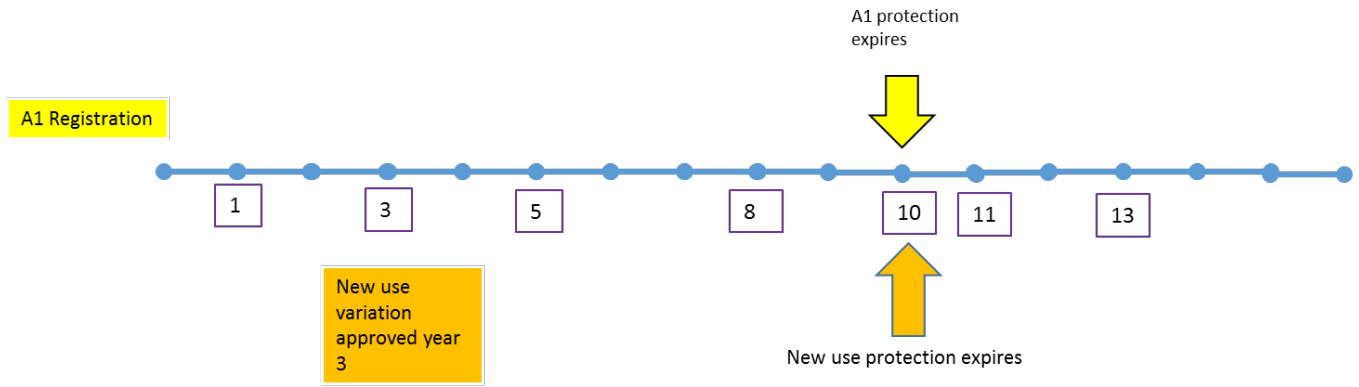 A1 protection
expires
A1 Registration
1
3
5
8
10
11
13
New use
variation
approved year
3
New use protection expires